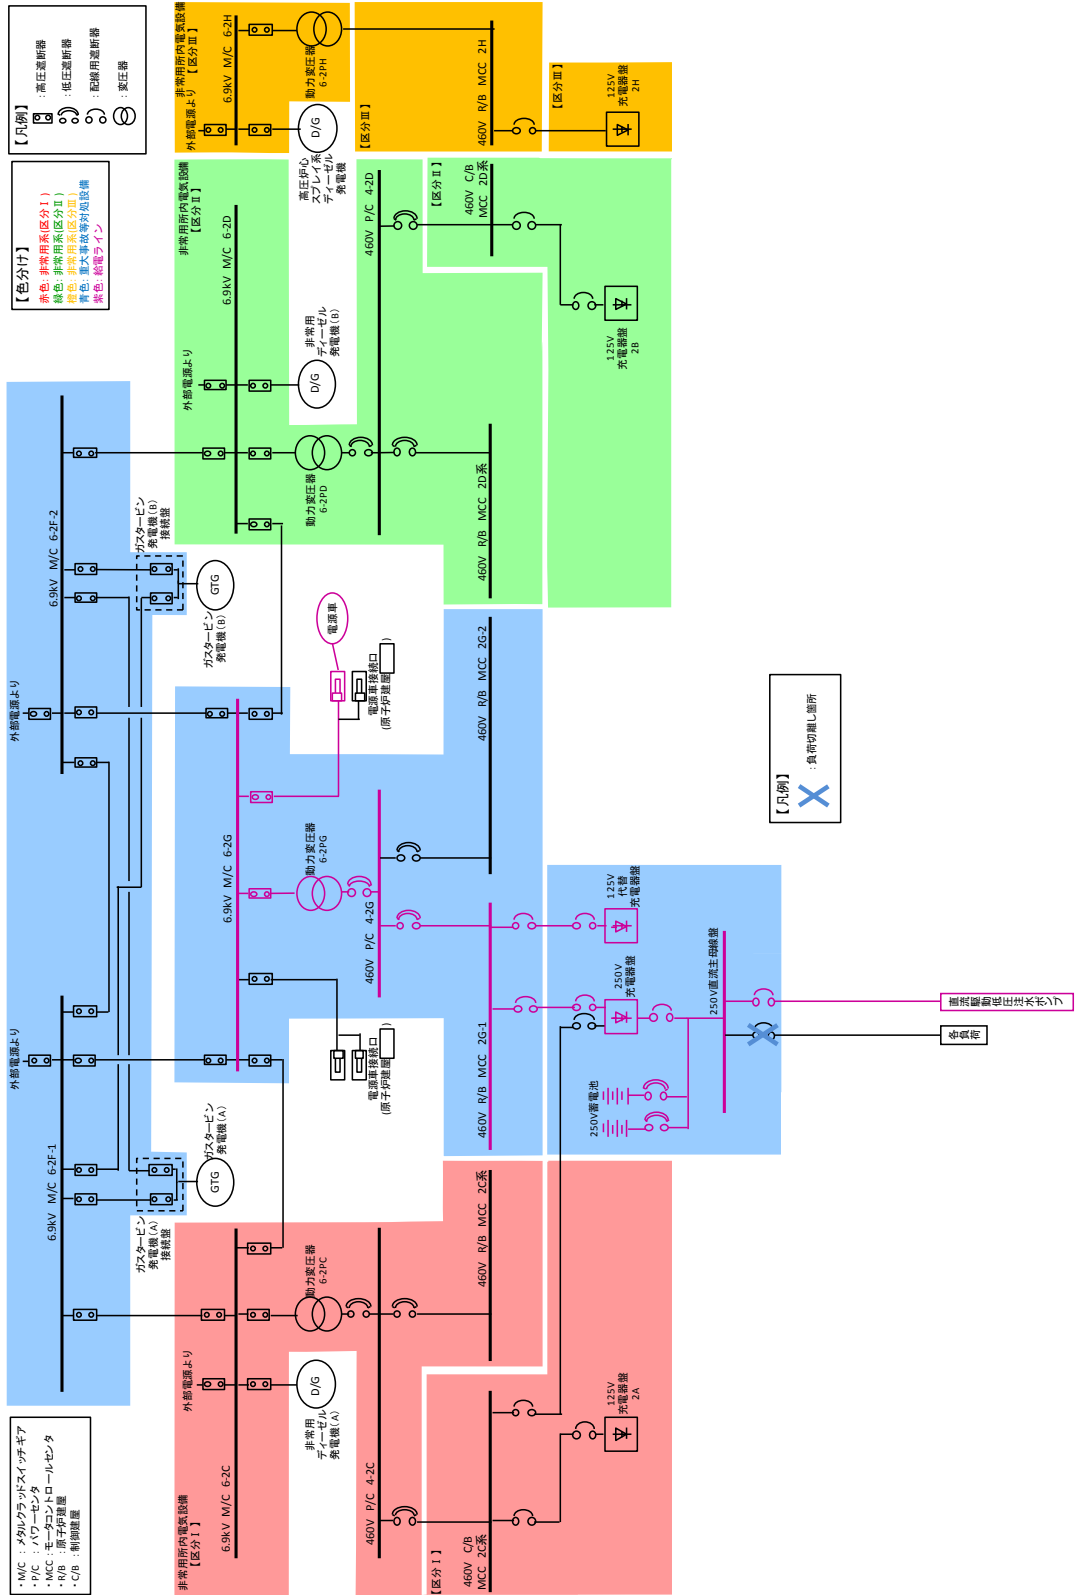 ・M/C ：メタルクラッドスイッチギア
・P/C ：パワーセンタ
・MCC：モータコントロールセンタ
・R/B ：原子炉建屋
・C/B ：制御建屋
【色分け】
赤色：非常用系(区分Ⅰ)
緑色：非常用系(区分Ⅱ)
橙色：非常用系(区分Ⅲ)
青色：重大事故等対処設備
紫色：給電ライン
【凡例】
：高圧遮断器
：低圧遮断器
：配線用遮断器
：変圧器
外部電源より
6.9kV M/C 6-2F-1
外部電源より
6.9kV M/C 6-2F-2
ガスタービン
発電機(A)
接続盤
GTG
ガスタービン
発電機(A)
ガスタービン
発電機(B)
接続盤
GTG
ガスタービン
発電機(B)
非常用所内電気設備
【区分Ⅰ】
外部電源より
6.9kV M/C 6-2C
D/G
非常用
ディーゼル
発電機(A)
動力変圧器
6-2PC
460V P/C 4-2C
460V R/B MCC 2C系
【区分Ⅰ】
460V C/B
MCC 2C系
125V
充電器盤
2A
6.9kV M/C 6-2G
電源車接続口
(原子炉建屋 )
電源車
電源車接続口
(原子炉建屋 )
動力変圧器
6-2PG
460V P/C 4-2G
460V R/B MCC 2G-1
460V R/B MCC 2G-2
250V蓄電池
250V
充電器盤
125V
代替
充電器盤
250V直流主母線盤
各負荷
直流駆動低圧注水ポンプ
【凡例】
：負荷切離し箇所
非常用所内電気設備
【区分Ⅱ】
外部電源より
6.9kV M/C 6-2D
D/G
非常用
ディーゼル
発電機(B)
動力変圧器
6-2PD
460V P/C 4-2D
460V R/B MCC 2D系
【区分Ⅱ】
460V C/B
MCC 2D系
125V
充電器盤
2B
非常用所内電気設備
【区分Ⅲ】
外部電源より
6.9kV M/C 6-2H
D/G
高圧炉心
スプレイ系
ディーゼル
発電機
動力変圧器
6-2PH
【区分Ⅲ】
460V R/B MCC 2H
【区分Ⅲ】
125V
充電器盤
2H